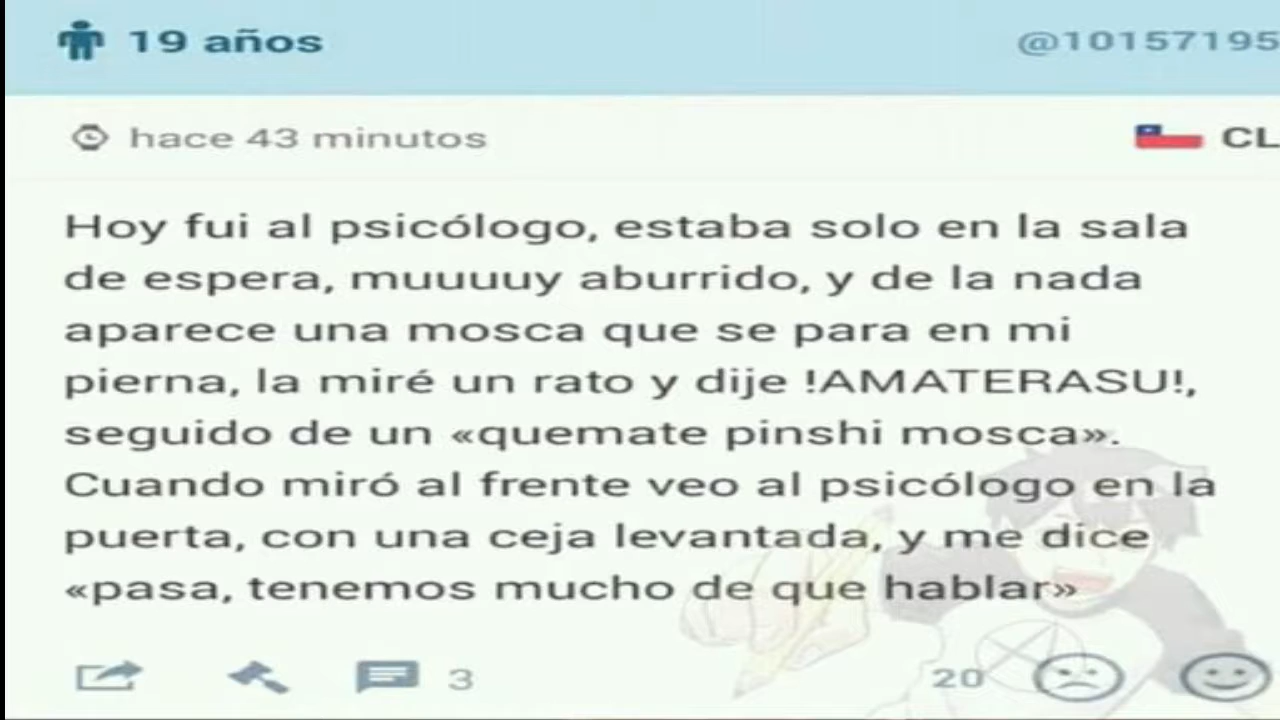 19 años
@10157195
hace 43 minutos
CL
Hoy fui al psicólogo, estaba solo en la sala
de espera, muuuuy aburrido, y de la nada
aparece una mosca que se para en mi
pierna, la miré un rato y dije !AMATERASU!,
seguido de un «quemate pinshi mosca».
Cuando miró al frente veo al psicólogo en la
puerta, con una ceja levantada, y me dice
«pasa, tenemos mucho de que hablar»
3
20